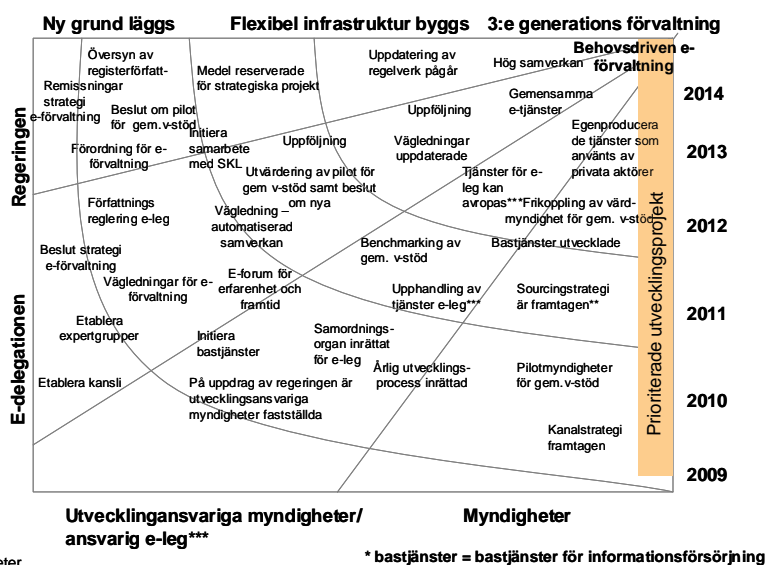 Ny grund läggs
Flexibel infrastruktur byggs
3:e generations förvaltning
Behovsdriven e-
förvaltning
Översyn av
registerförfatt-
Remissningar
strategi
e-förvaltning
Beslut om pilot
för gem.v-stöd
Förordning för e-
förvaltning
Medel reserverade
för strategiska projekt
Initiera
samarbete
med SKL
Uppföljning
Utvärdering av pilot för
gem v-stöd samt beslut
om nya
Uppdatering av
regelverk pågår
Hög samverkan
Gemensamma
e-tjänster
Uppföljning
Vägledningar
uppdaterade
Egenproducera
de tjänster som
använts av
privata aktörer
Tjänster för e-
leg kan
avropas***
Frikoppling av värd-
myndighet för gem. v-stöd
Bastjänster utvecklade
Författnings
reglering e-leg
Vägledning –
automatiserad
samverkan
Benchmarking av
gem. v-stöd
Beslut strategi
e-förvaltning
Vägledningar för e-
förvaltning
E-forum för
erfarenhet och
framtid
Upphandling av
tjänster e-leg***
Sourcingstrategi
är framtagen**
Etablera
expertgrupper
Initiera
bastjänster
Samordnings-
organ inrättat
för e-leg
Årlig utvecklings-
process inrättad
Pilotmyndigheter
för gem.v-stöd
Etablera kansli
På uppdrag av regeringen är
utvecklingsansvariga
myndigheter fastställda
Kanalstrategi
framtagen
Regeringen
E-delegationen
Prioriterade utvecklingsprojekt
2014
2013
2012
2011
2010
2009
Utvecklingansvariga myndigheter/
ansvarig e-leg***
Myndigheter
* bastjänster = bastjänster för informationsförsörjning
eter